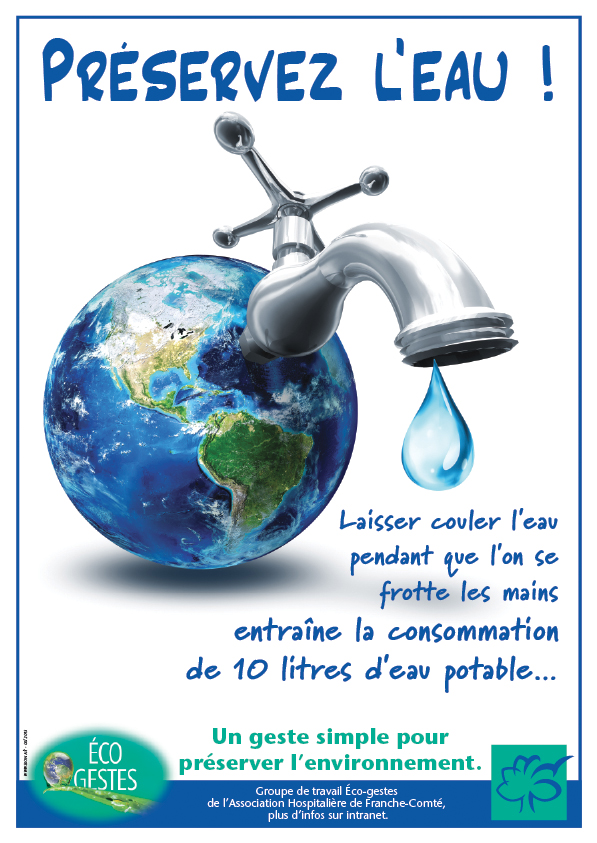 PRÉSERVEZ L'EAU !
Laisser couler l'eau
pendant que l'on se
frotte les mains
entraîne la consommation
de 10 litres d'eau potable...
Un geste simple pour
préserver l'environnement.
ÉCO
GESTES
Groupe de travail Éco-gestes
de l'Association Hospitalière de Franche-Comté,
plus d'infos sur intranet.